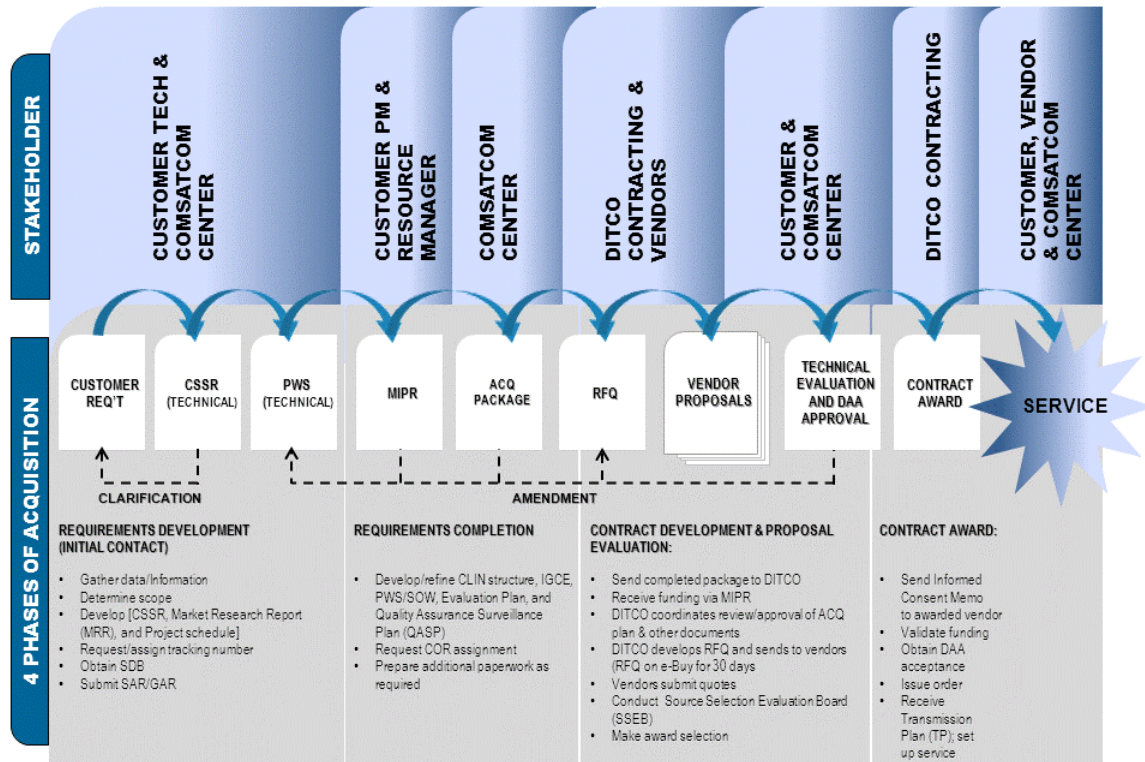 STAKEHOLDER
CUSTOMER TECH &
COMSATCOM
CENTER
CUSTOMER PM &
RESOURCE
MANAGER
COMSATCOM
CENTER
DITCO
CONTRACTING &
VENDORS
CUSTOMER &
COMSATCOM
CENTER
DITCO CONTRACTING
CUSTOMER, VENDOR
& COMSATCOM
CENTER
4 PHASES OF ACQUISITION
CUSTOMER
REQ'T
CSSR
(TECHNICAL)
PWS
(TECHNICAL)
MIPR
ACQ
PACKAGE
RFQ
VENDOR
PROPOSALS
TECHNICAL
EVALUATION
AND DAA
APPROVAL
CONTRACT
AWARD
SERVICE
CLARIFICATION
AMENDMENT
REQUIREMENTS DEVELOPMENT
(INITIAL CONTACT)
• Gather data/Information
• Determine scope
• Develop [CSSR, Market Research Report
(MRR), and Project schedule]
• Request/assign tracking number
• Obtain SDB
• Submit SAR/GAR
REQUIREMENTS COMPLETION
• Develop/refine CLIN structure, IGCE,
PWS/SOW, Evaluation Plan, and
Quality Assurance Surveillance
Plan (QASP)
• Request COR assignment
• Prepare additional paperwork as
required
CONTRACT DEVELOPMENT & PROPOSAL
EVALUATION:
• Send completed package to DITCO
• Receive funding via MIPR
• DITCO coordinates review/approval of ACQ
plan & other documents
• DITCO develops RFQ and sends to vendors
(RFQ on e-Buy for 30 days
• Vendors submit quotes
• Conduct Source Selection Evaluation Board
(SSEB)
• Make award selection
CONTRACT AWARD:
• Send Informed
Consent Memo
to awarded vendor
• Validate funding
• Obtain DAA
acceptance
• Issue order
• Receive
Transmission
Plan (TP); set
up service